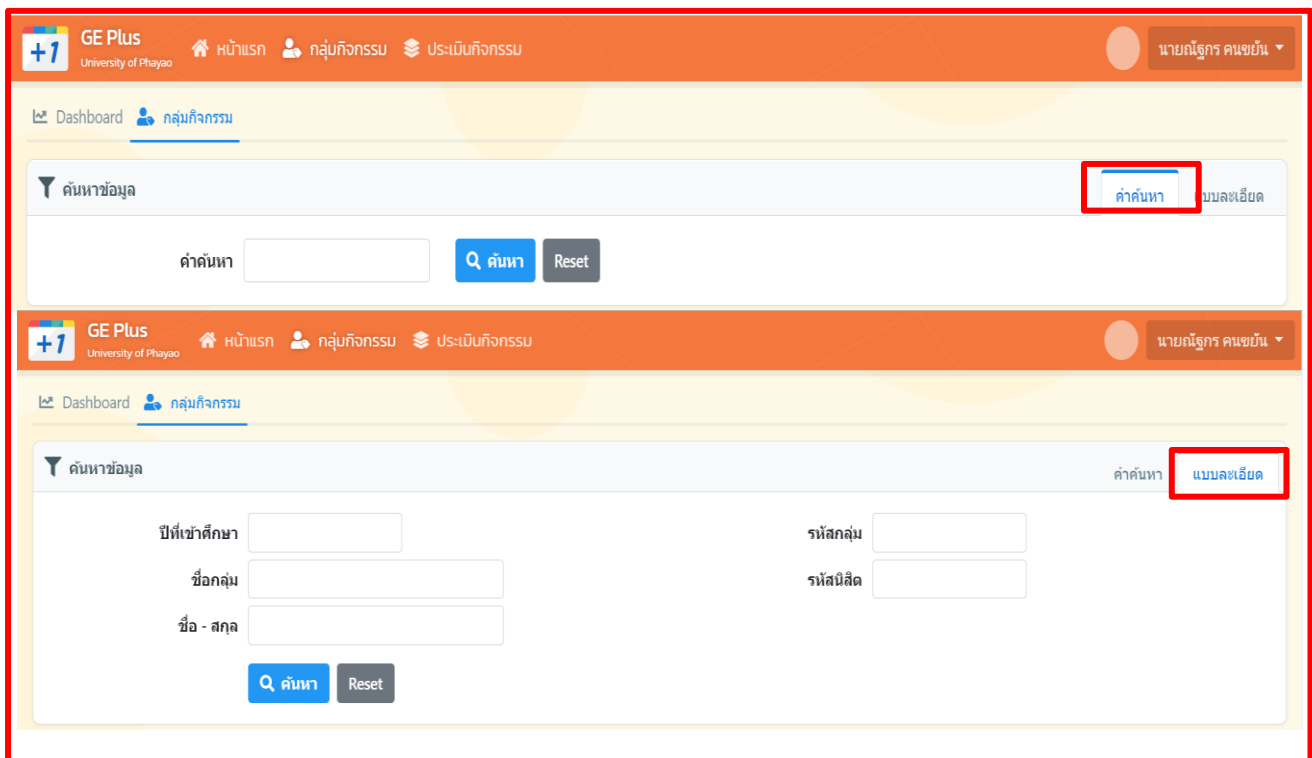 +1 GE Plus หน้าแรก กลุ่มกิจกรรม ประเมินกิจกรรม นายณัฐกร คนขยัน
University of Phayao
Dashboard กลุ่มกิจกรรม
ค้นหาข้อมูล คำค้นหา แบบละเอียด
คำค้นหา ค้นหา Reset
+1 GE Plus หน้าแรก กลุ่มกิจกรรม ประเมินกิจกรรม นายณัฐกร คนขยัน
University of Phayao
Dashboard กลุ่มกิจกรรม
ค้นหาข้อมูล คำค้นหา แบบละเอียด
ปีที่เข้าศึกษา รหัสกลุ่ม
ชื่อกลุ่ม รหัสนิสิต
ชื่อ - สกุล
ค้นหา Reset